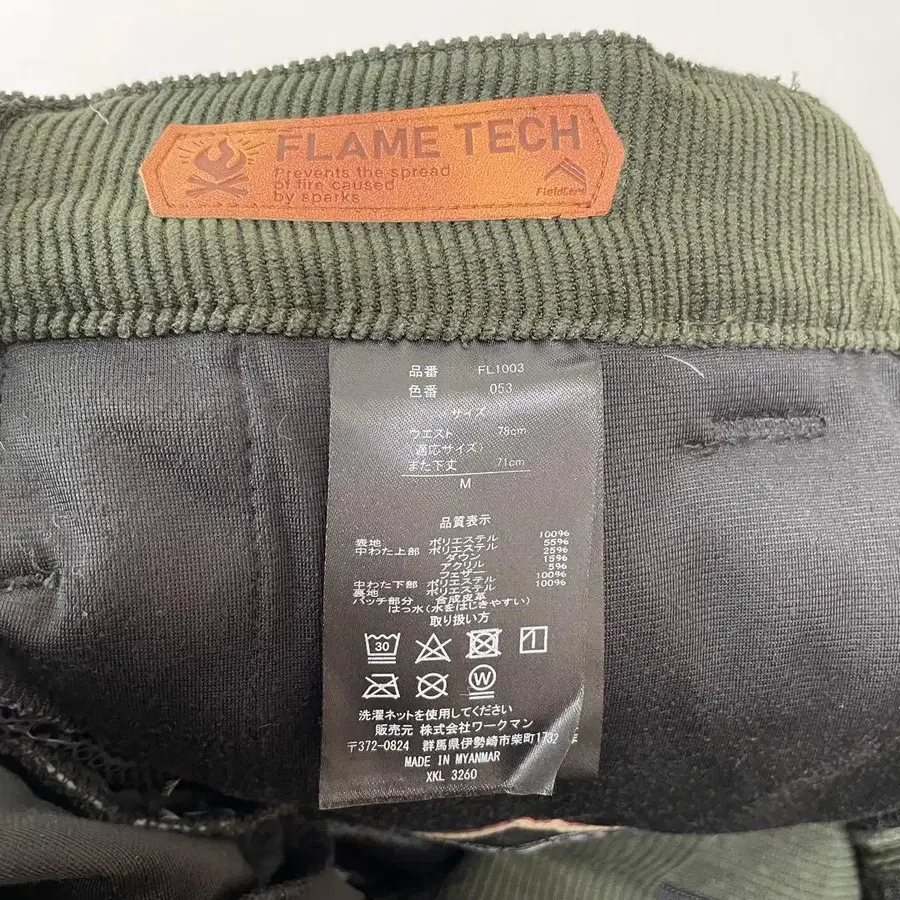 FLAME TECH
Prevents the spread
of fire caused
by sparks
FieldCore
品番 FL1003
色番 053
サイズ
ウエスト 78cm
(適応サイズ)
また下丈 71cm
M
品質表示
表地 ポリエステル 100%
中わた上部 ポリエステル 55%
ダウン 25%
アクリル 15%
フェザー 5%
中わた下部 ポリエステル 100%
裏地 ポリエステル 100%
パッチ部分 合成皮革
はっ水(水をはじきやすい)
取り扱い方
30
W
洗濯ネットを使用してください
販売元 株式会社ワークマン
〒372-0824 群馬県伊勢崎市柴町1732
MADE IN MYANMAR
XKL 3260